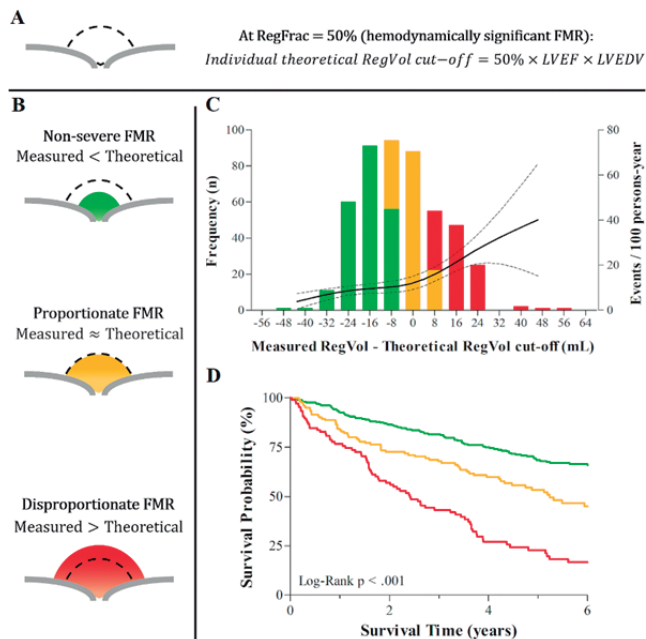 A
At RegFrac = 50% (hemodynamically significant FMR):
Individual theoretical RegVol cut−off = 50% × LVEF × LVEDV
B
Non-severe FMR
Measured < Theoretical
Proportionate FMR
Measured ≈ Theoretical
Disproportionate FMR
Measured > Theoretical
C
100
80
60
40
20
0
Frequency (n)
80
60
40
20
0
Events / 100 persons-year
-56 -48 -40 -32 -24 -16 -8 0 8 16 24 32 40 48 56 64
Measured RegVol - Theoretical RegVol cut-off (mL)
D
100
75
50
25
0
Survival Probability (%)
Log-Rank p < .001
0 2 4 6
Survival Time (years)